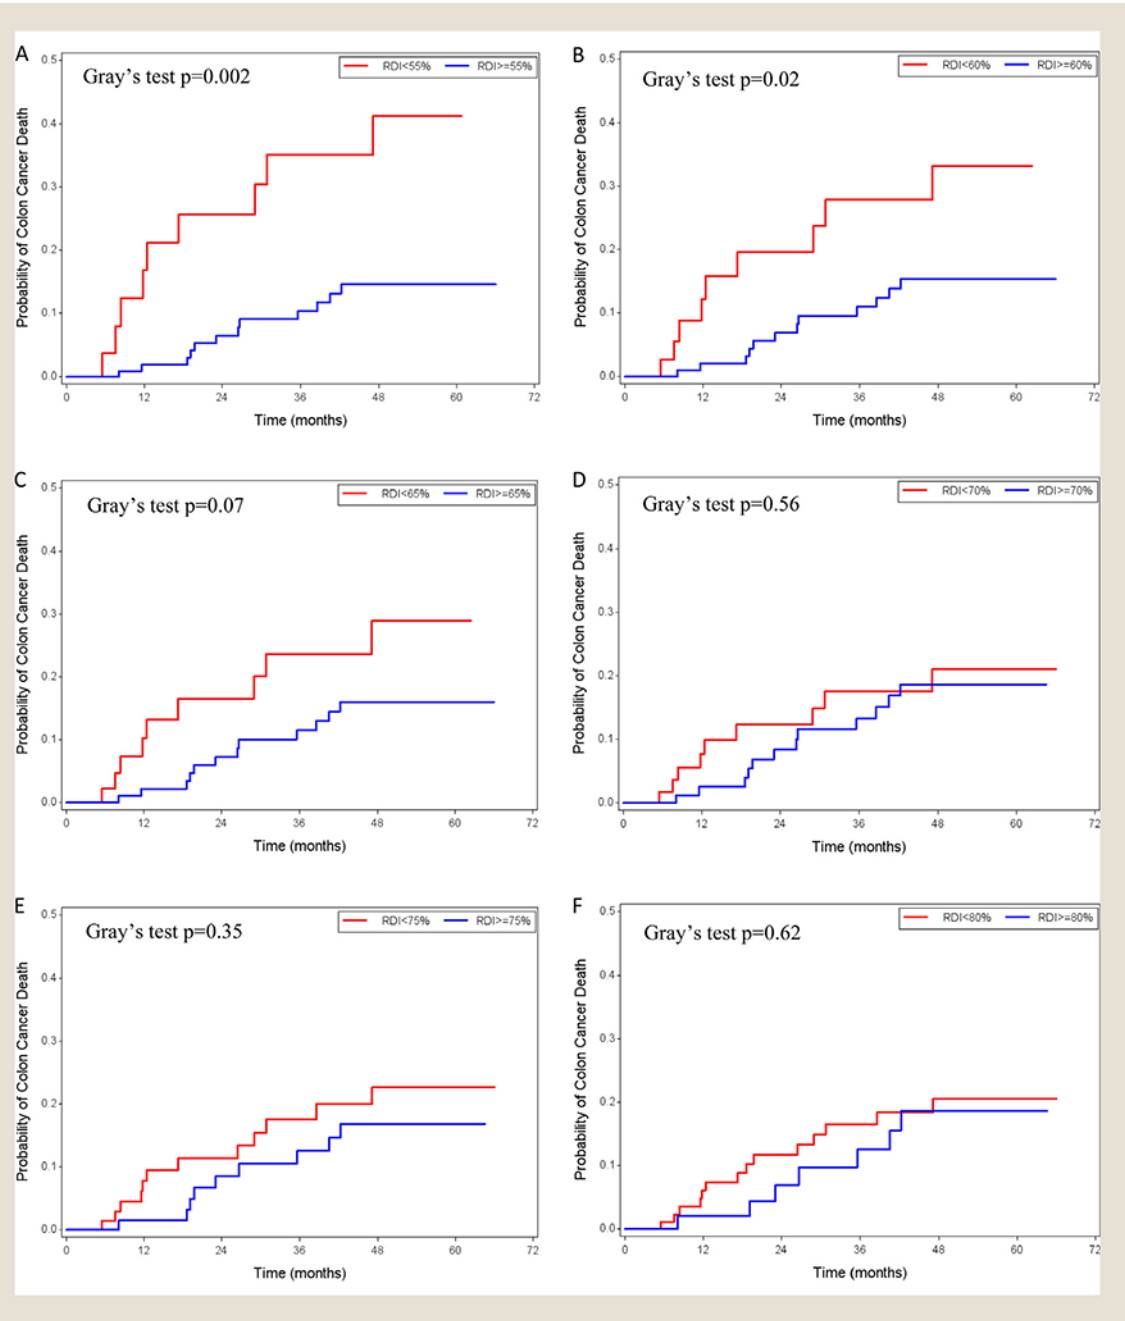 A
Gray's test p=0.002
RDI<55% RDI>=55%
Probability of Colon Cancer Death
0.5
0.4
0.3
0.2
0.1
0.0
0 12 24 36 48 60 72
Time (months)
B
Gray's test p=0.02
RDI<60% RDI>=60%
Probability of Colon Cancer Death
0.5
0.4
0.3
0.2
0.1
0.0
0 12 24 36 48 60 72
Time (months)
C
Gray's test p=0.07
RDI<65% RDI>=65%
Probability of Colon Cancer Death
0.5
0.4
0.3
0.2
0.1
0.0
0 12 24 36 48 60 72
Time (months)
D
Gray's test p=0.56
RDI<70% RDI>=70%
Probability of Colon Cancer Death
0.5
0.4
0.3
0.2
0.1
0.0
0 12 24 36 48 60 72
Time (months)
E
Gray's test p=0.35
RDI<75% RDI>=75%
Probability of Colon Cancer Death
0.5
0.4
0.3
0.2
0.1
0.0
0 12 24 36 48 60 72
Time (months)
F
Gray's test p=0.62
RDI<80% RDI>=80%
Probability of Colon Cancer Death
0.5
0.4
0.3
0.2
0.1
0.0
0 12 24 36 48 60 72
Time (months)